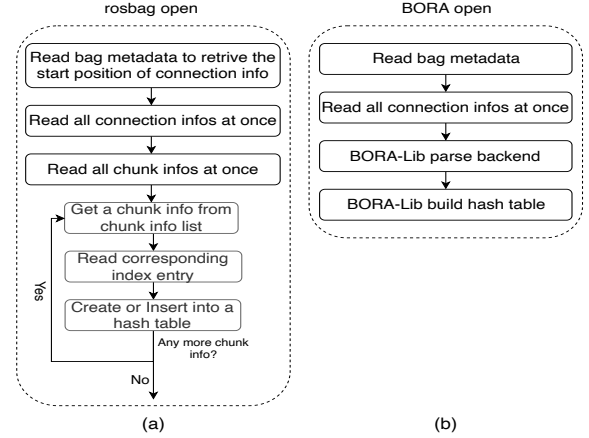 rosbag open
Read bag metadata to retrive the
start position of connection info
Read all connection infos at once
Read all chunk infos at once
Get a chunk info from
chunk info list
Read corresponding
index entry
Create or Insert into a
hash table
Any more chunk
info?
Yes
No
(a)
BORA open
Read bag metadata
Read all connection infos at once
BORA-Lib parse backend
BORA-Lib build hash table
(b)